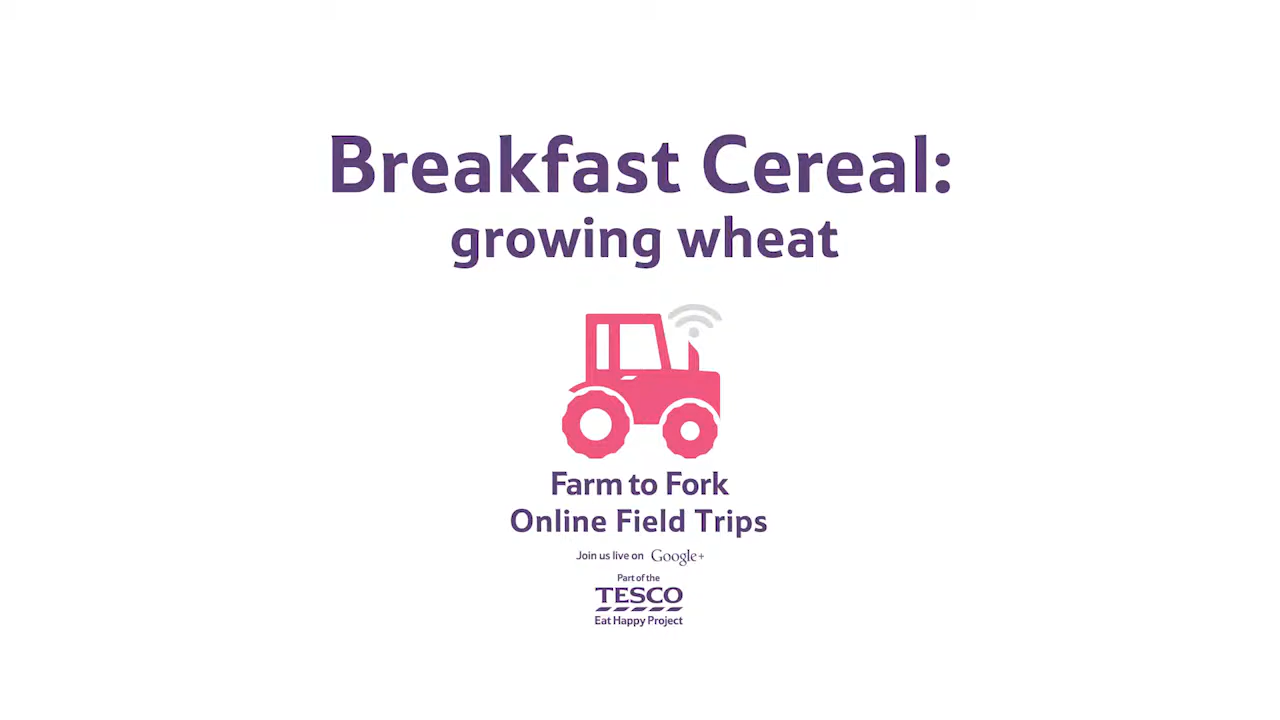 Breakfast Cereal:
growing wheat
Farm to Fork
Online Field Trips
Join us live on Google+
Part of the
TESCO
Eat Happy Project